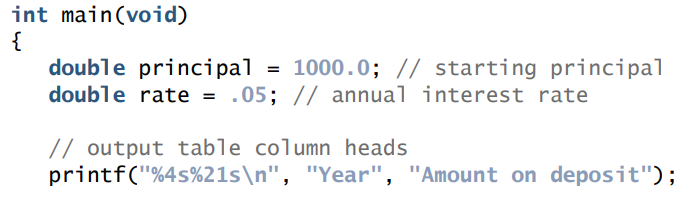 int main(void)
{
   double principal = 1000.0; // starting principal
   double rate = .05; // annual interest rate

   // output table column heads
   printf("%4s%21s\n", "Year", "Amount on deposit");